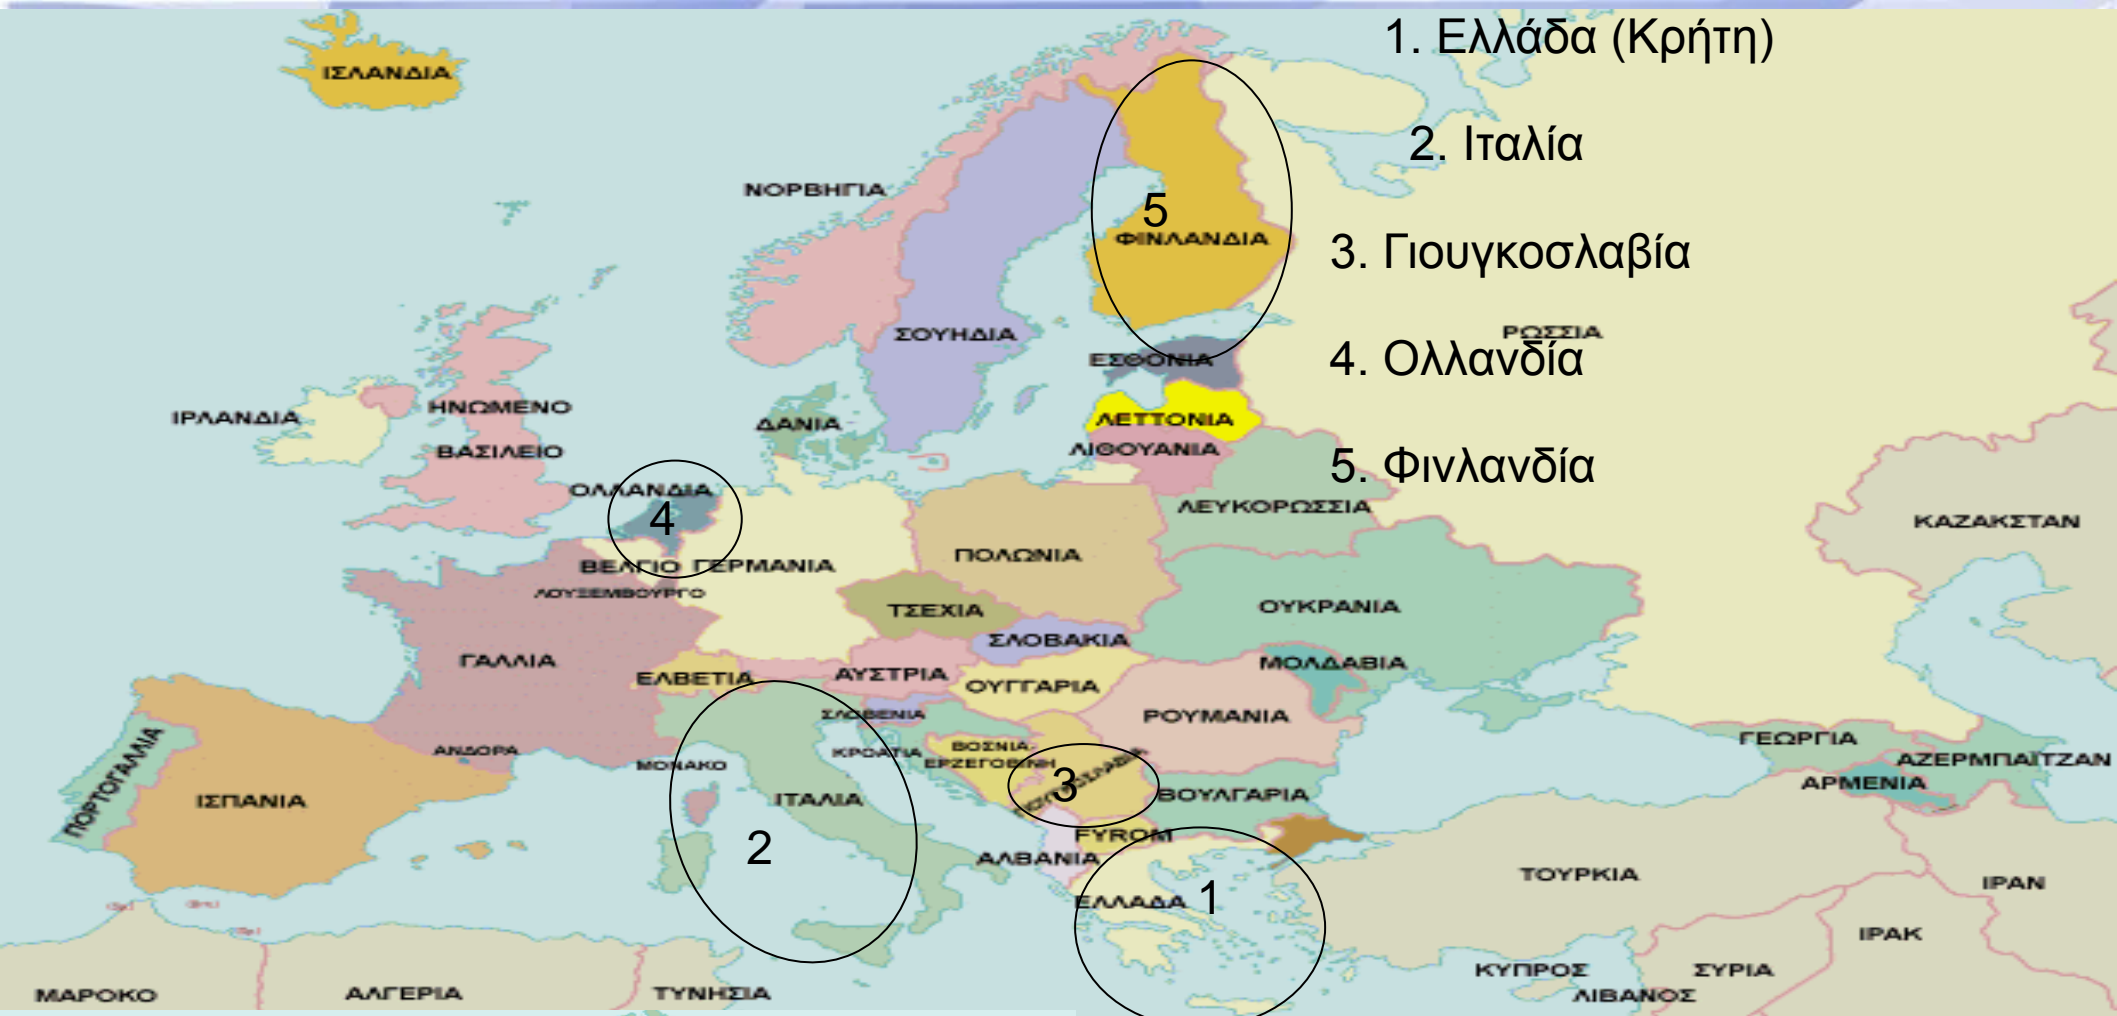 1. Ελλάδα (Κρήτη)
2. Ιταλία
3. Γιουγκοσλαβία
4. Ολλανδία
5. Φινλανδία
ΙΣΛΑΝΔΙΑ
ΝΟΡΒΗΓΙΑ
5
ΦΙΝΛΑΝΔΙΑ
ΣΟΥΗΔΙΑ
ΡΩΣΣΙΑ
ΕΣΘΟΝΙΑ
ΙΡΛΑΝΔΙΑ
ΗΝΩΜΕΝΟ
ΒΑΣΙΛΕΙΟ
ΔΑΝΙΑ
ΛΕΤΤΟΝΙΑ
ΛΙΘΟΥΑΝΙΑ
ΟΛΛΑΝΔΙΑ
4
ΛΕΥΚΟΡΩΣΣΙΑ
ΚΑΖΑΚΣΤΑΝ
ΒΕΛΓΙΟ
ΓΕΡΜΑΝΙΑ
ΠΟΛΩΝΙΑ
ΛΟΥΞΕΜΒΟΥΡΓΟ
ΤΣΕΧΙΑ
ΟΥΚΡΑΝΙΑ
ΣΛΟΒΑΚΙΑ
ΓΑΛΛΙΑ
ΕΛΒΕΤΙΑ
ΑΥΣΤΡΙΑ
ΟΥΓΓΑΡΙΑ
ΜΟΛΔΑΒΙΑ
ΣΛΟΒΕΝΙΑ
ΡΟΥΜΑΝΙΑ
ΑΝΔΟΡΑ
ΜΟΝΑΚΟ
ΚΡΟΑΤΙΑ
ΒΟΣΝΙΑ-
ΕΡΖΕΓΟΒΙΝΗ
3
ΓΕΩΡΓΙΑ
ΑΖΕΡΜΠΑΪΤΖΑΝ
ΑΡΜΕΝΙΑ
ΠΟΡΤΟΓΑΛΛΙΑ
ΙΣΠΑΝΙΑ
ΙΤΑΛΙΑ
2
ΒΟΥΛΓΑΡΙΑ
FYROM
ΑΛΒΑΝΙΑ
ΕΛΛΑΔΑ
1
ΤΟΥΡΚΙΑ
ΙΡΑΝ
ΙΡΑΚ
ΚΥΠΡΟΣ
ΣΥΡΙΑ
ΛΙΒΑΝΟΣ
ΜΑΡΟΚΟ
ΑΛΓΕΡΙΑ
ΤΥΝΗΣΙΑ